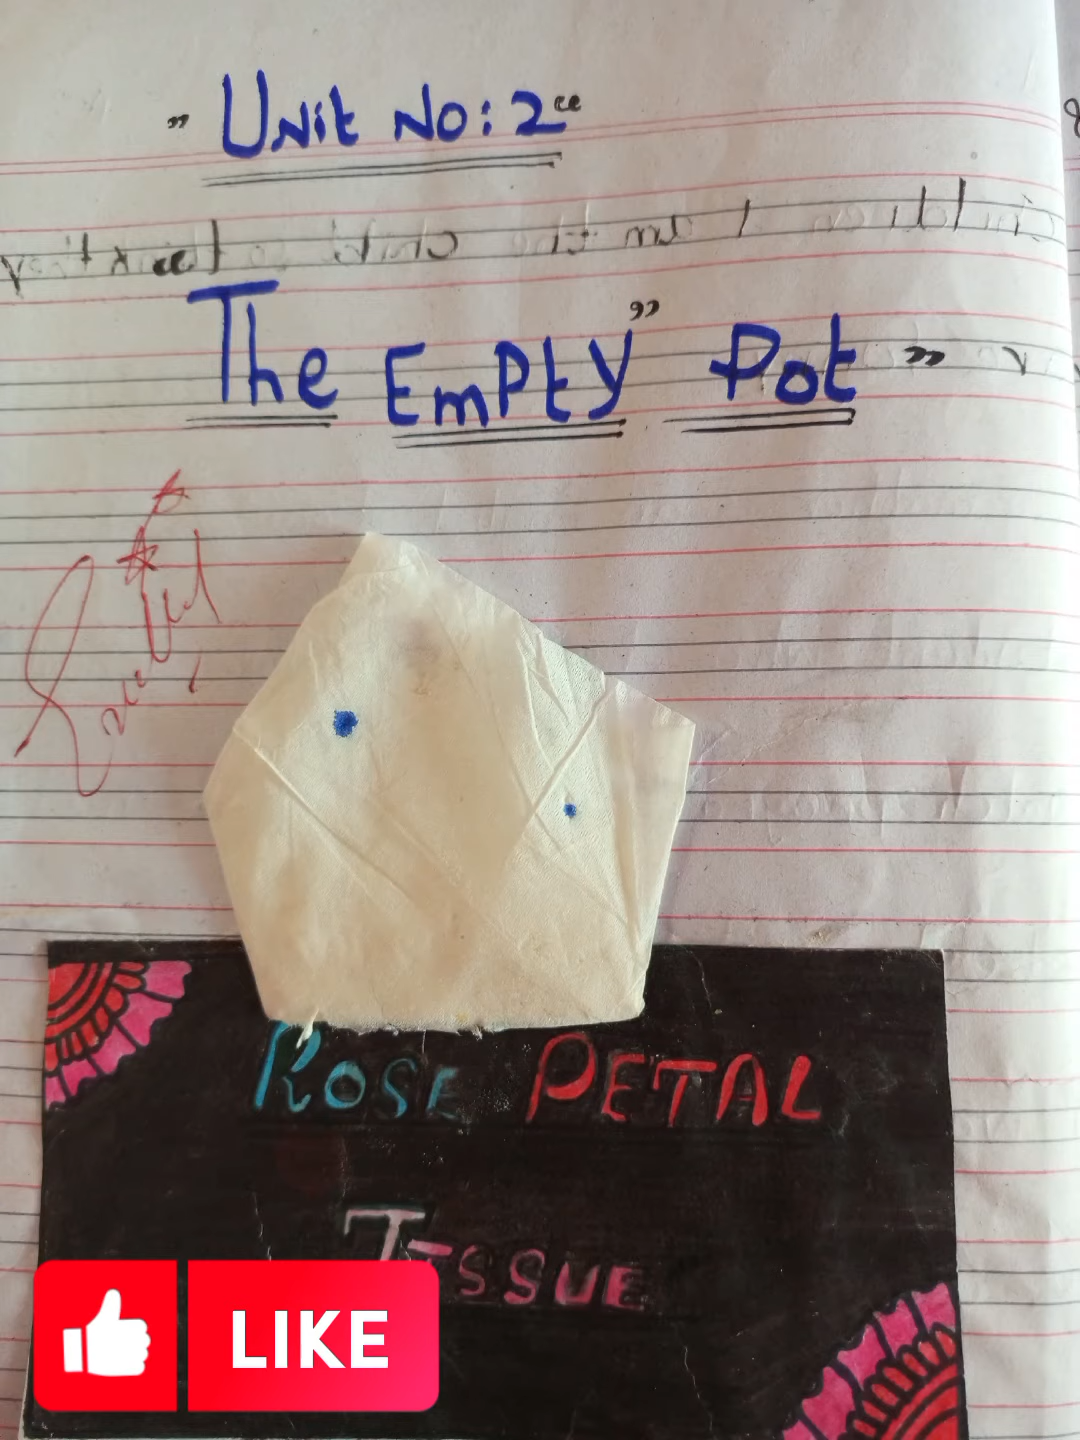 " Unit No: 2 "
The Empty" Pot "
Rose Petal
Tissue
LIKE